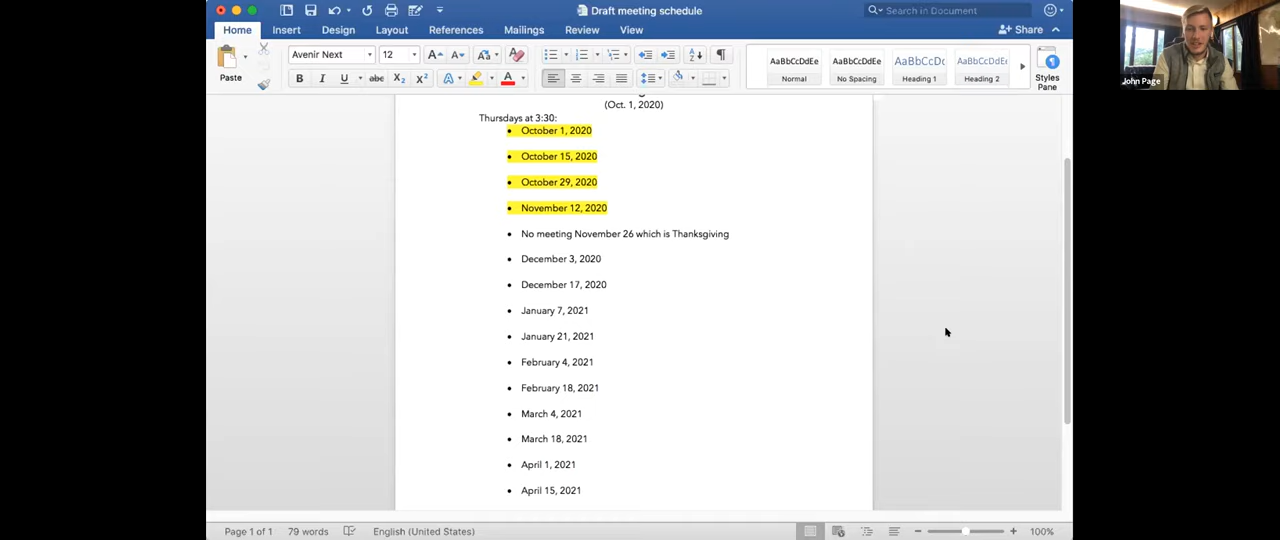 Draft meeting schedule
Search in Document
Home Insert Design Layout References Mailings Review View
Share
Paste
Avenir Next
12
AaBbCcDdEe
Normal
AaBbCcDdEe
No Spacing
AaBbCcDc
Heading 1
AaBbCcDdEe
Heading 2
Styles
Pane
John Page
(Oct. 1, 2020)
Thursdays at 3:30:
• October 1, 2020
• October 15, 2020
• October 29, 2020
• November 12, 2020
• No meeting November 26 which is Thanksgiving
• December 3, 2020
• December 17, 2020
• January 7, 2021
• January 21, 2021
• February 4, 2021
• February 18, 2021
• March 4, 2021
• March 18, 2021
• April 1, 2021
• April 15, 2021
Page 1 of 1 79 words English (United States) 100%